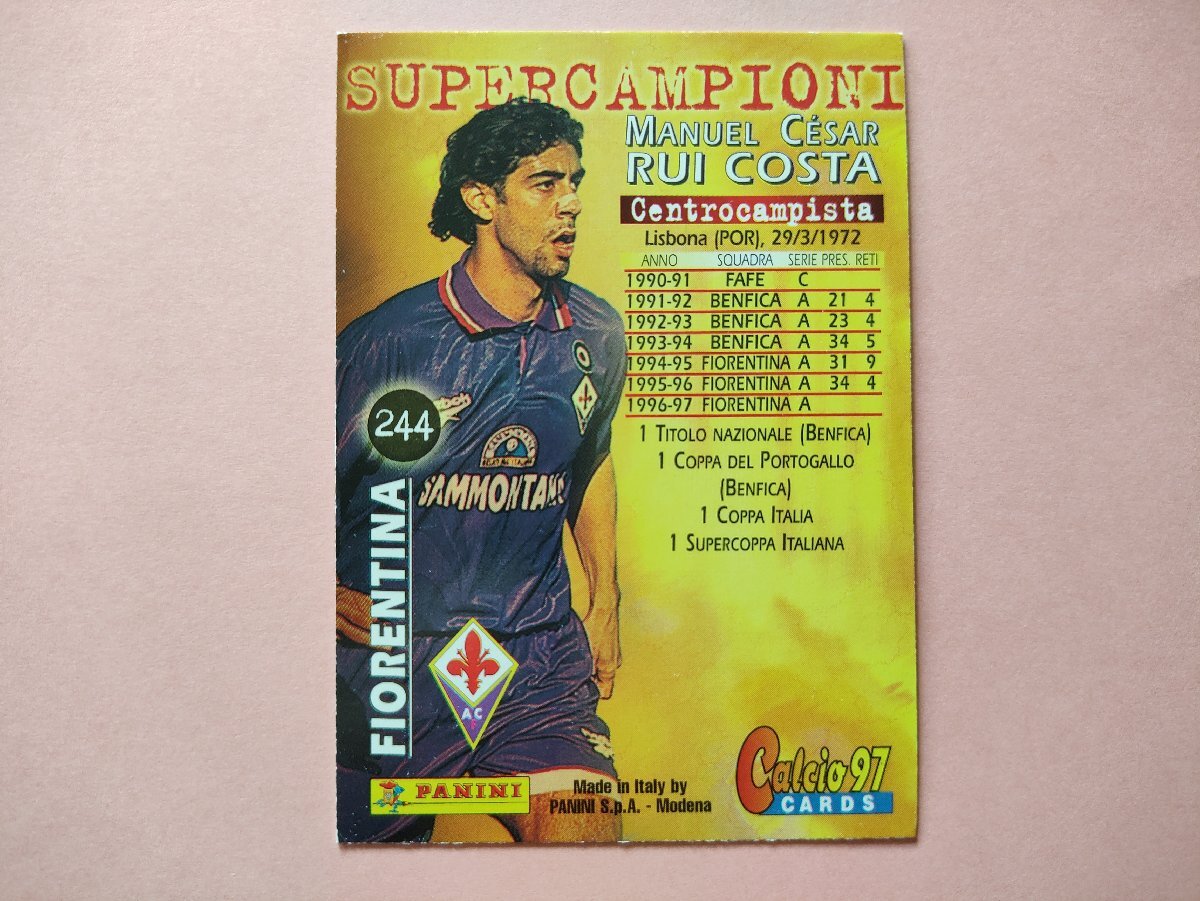 SUPERCAMPIONI
MANUEL CÉSAR
RUI COSTA
Centrocampista
Lisbona (POR), 29/3/1972
ANNO SQUADRA SERIE PRES. RETI
1990-91 FAFE C
1991-92 BENFICA A 21 4
1992-93 BENFICA A 23 4
1993-94 BENFICA A 34 5
1994-95 FIORENTINA A 31 9
1995-96 FIORENTINA A 34 4
1996-97 FIORENTINA A
1 TITOLO NAZIONALE (BENFICA)
1 COPPA DEL PORTOGALLO
(BENFICA)
1 COPPA ITALIA
1 SUPERCOPPA ITALIANA
244
SAMMONTANA
FIORENTINA
AC
PANINI
Made in Italy by
PANINI S.p.A. - Modena
Calcio 97
CARDS